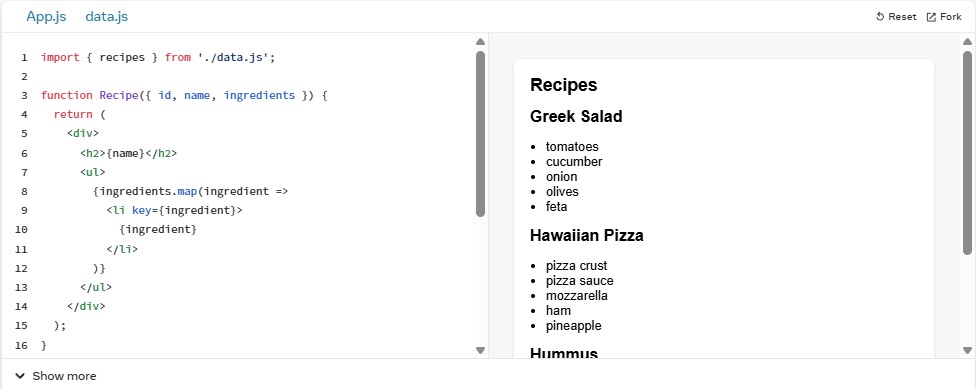 App.js data.js Reset Fork
1 import { recipes } from './data.js';
2
3 function Recipe({ id, name, ingredients }) {
4 return (
5 <div>
6 <h2>{name}</h2>
7 <ul>
8 {ingredients.map(ingredient =>
9 <li key={ingredient}>
10 {ingredient}
11 </li>
12 )}
13 </ul>
14 </div>
15 );
16 }
Show more
Recipes
Greek Salad
• tomatoes
• cucumber
• onion
• olives
• feta
Hawaiian Pizza
• pizza crust
• pizza sauce
• mozzarella
• ham
• pineapple
Hummus